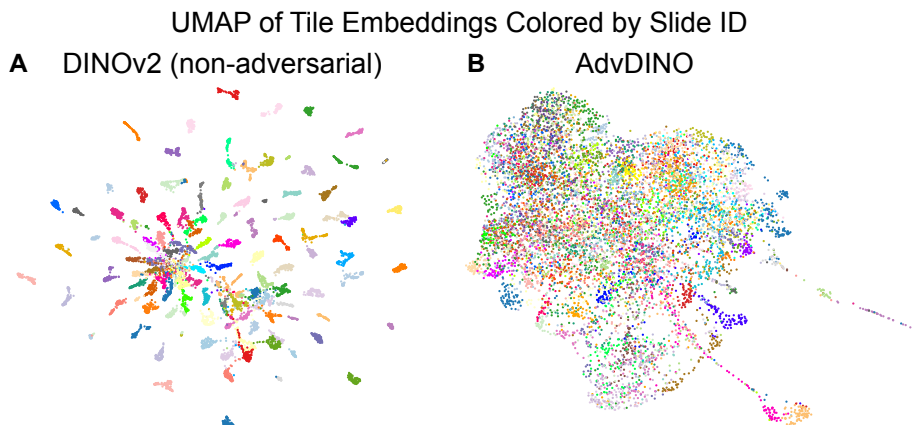 UMAP of Tile Embeddings Colored by Slide ID
A DINOv2 (non-adversarial)
B AdvDINO